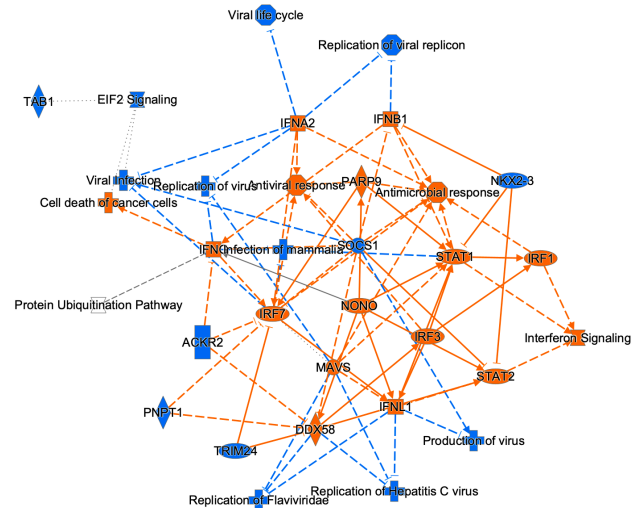 Viral life cycle
Replication of viral replicon
TAB1
EIF2 Signaling
IFNA2
IFNB1
Viral Infection
Replication of virus
Antiviral response
PARP9
Antimicrobial response
NKX2-3
Cell death of cancer cells
IFNG
Infection of mammalia
SOCS1
STAT1
IRF1
Protein Ubiquitination Pathway
IRF7
NONO
ACKR2
IRF3
Interferon Signaling
MAVS
STAT2
PNPT1
IFNL1
DDX58
Production of virus
TRIM24
Replication of Flaviviridae
Replication of Hepatitis C virus